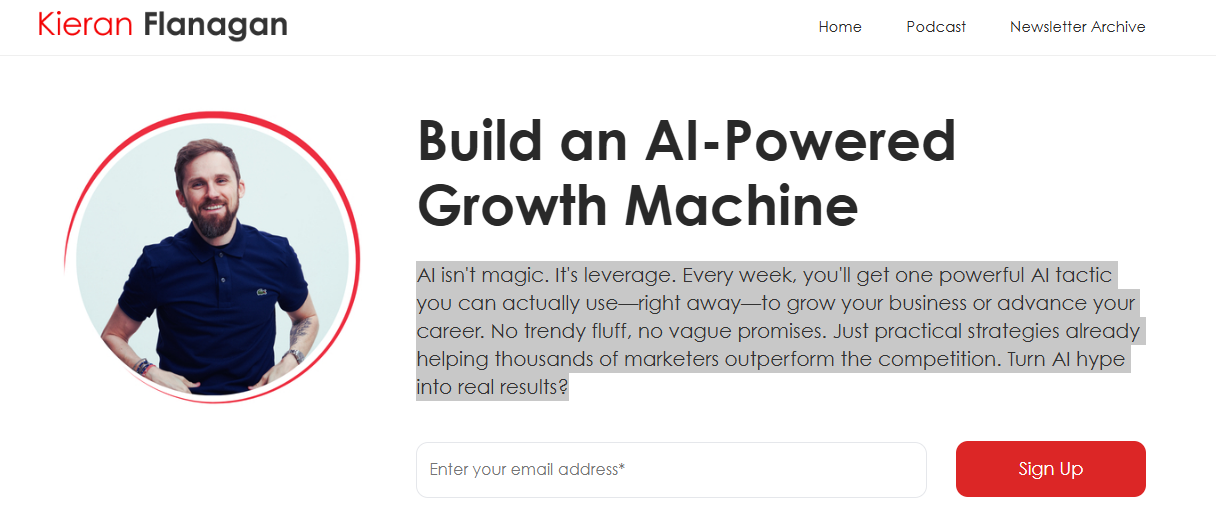 Kieran Flanagan
Home
Podcast
Newsletter Archive
Build an AI-Powered
Growth Machine
AI isn't magic. It's leverage. Every week, you'll get one powerful AI tactic
you can actually use—right away—to grow your business or advance your
career. No trendy fluff, no vague promises. Just practical strategies already
helping thousands of marketers outperform the competition. Turn AI hype
into real results?
Enter your email address*
Sign Up